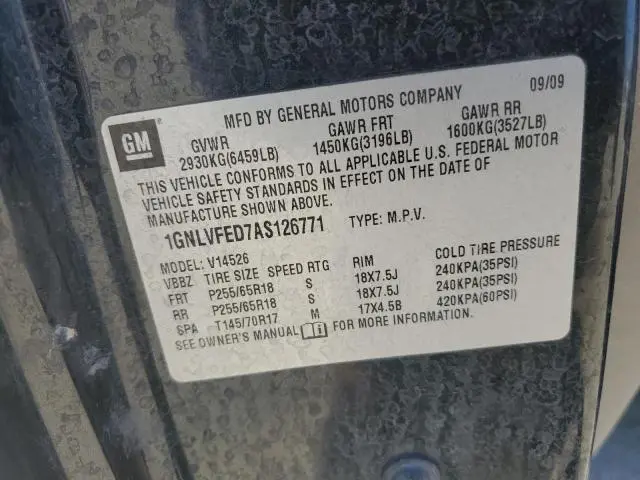 GM
MFD BY GENERAL MOTORS COMPANY 09/09
GVWR GAWR FRT GAWR RR
2930KG(6459LB) 1450KG(3196LB) 1600KG(3527LB)
THIS VEHICLE CONFORMS TO ALL APPLICABLE U.S. FEDERAL MOTOR
VEHICLE SAFETY STANDARDS IN EFFECT ON THE DATE OF
MANUFACTURE SHOWN ABOVE.
1GNLVFED7AS126771 TYPE: M.P.V.
MODEL: V14526
VBBZ TIRE SIZE SPEED RTG RIM COLD TIRE PRESSURE
FRT P255/65R18 S 18X7.5J 240KPA(35PSI)
RR P255/65R18 S 18X7.5J 240KPA(35PSI)
SPA T145/70R17 M 17X4.5B 420KPA(60PSI)
SEE OWNER'S MANUAL i FOR MORE INFORMATION.